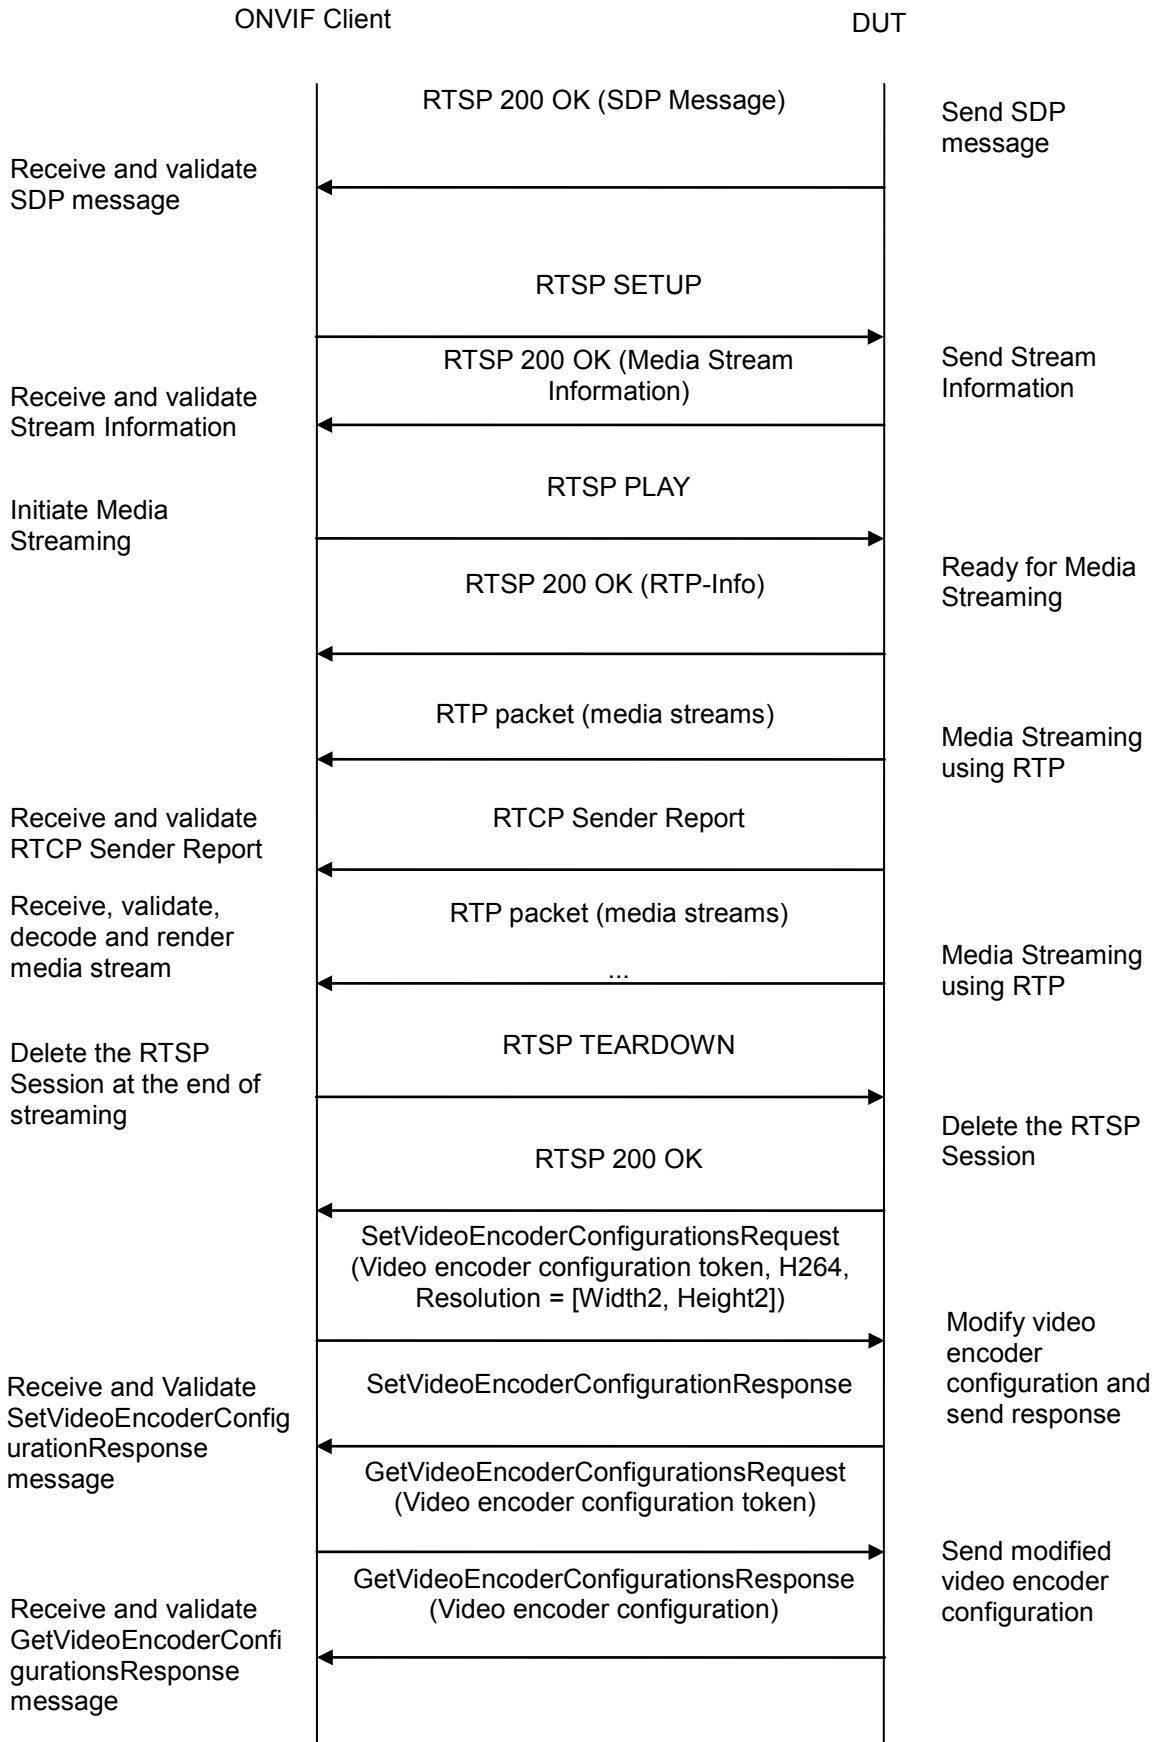 ONVIF Client
DUT
RTSP 200 OK (SDP Message)
Send SDP
message
Receive and validate
SDP message
RTSP SETUP
RTSP 200 OK (Media Stream
Information)
Send Stream
Information
Receive and validate
Stream Information
RTSP PLAY
Initiate Media
Streaming
RTSP 200 OK (RTP-Info)
Ready for Media
Streaming
RTP packet (media streams)
Media Streaming
using RTP
Receive and validate
RTCP Sender Report
RTCP Sender Report
Receive, validate,
decode and render
media stream
RTP packet (media streams)
...
Media Streaming
using RTP
RTSP TEARDOWN
Delete the RTSP
Session at the end of
streaming
Delete the RTSP
Session
RTSP 200 OK
SetVideoEncoderConfigurationsRequest
(Video encoder configuration token, H264,
Resolution = [Width2, Height2])
Modify video
encoder
configuration and
send response
SetVideoEncoderConfigurationResponse
Receive and Validate
SetVideoEncoderConfig
urationResponse
message
GetVideoEncoderConfigurationsRequest
(Video encoder configuration token)
Send modified
video encoder
configuration
GetVideoEncoderConfigurationsResponse
(Video encoder configuration)
Receive and validate
GetVideoEncoderConfi
gurationsResponse
message